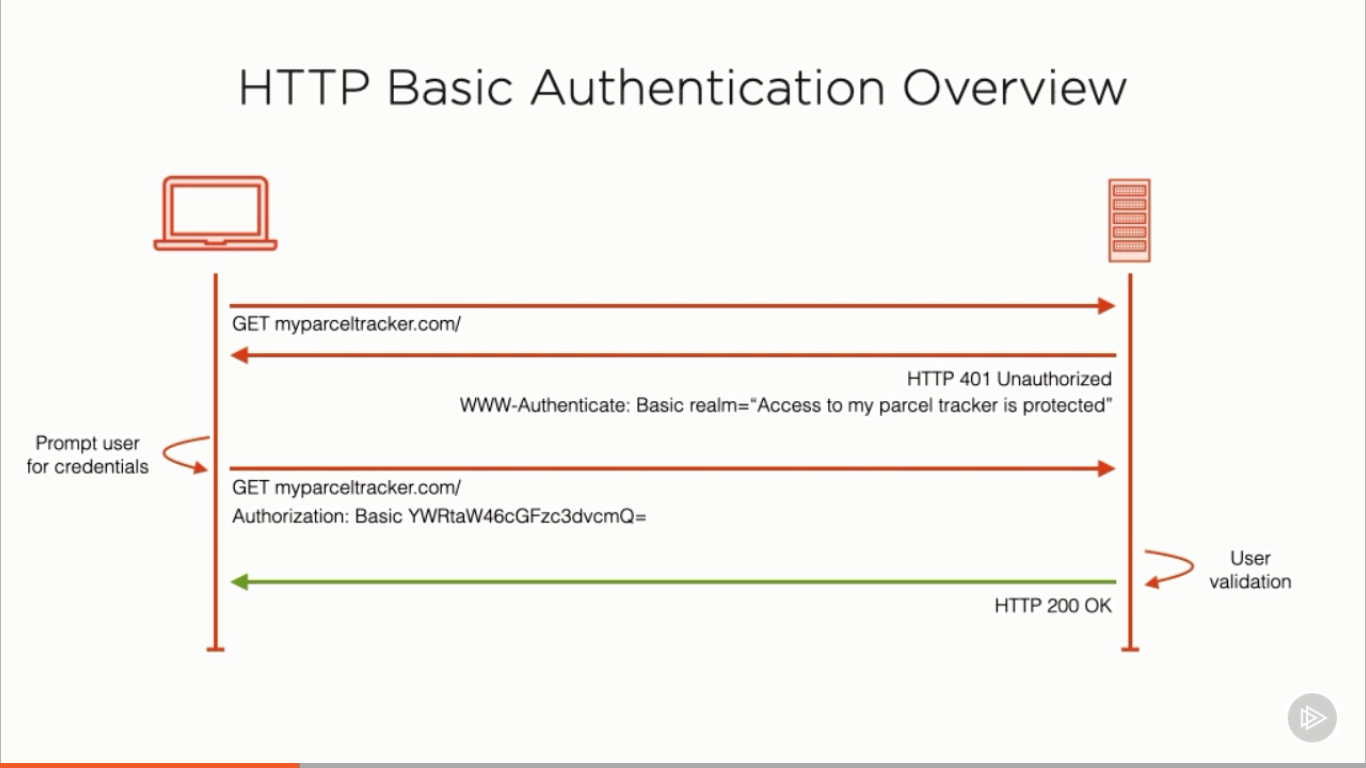 HTTP Basic Authentication Overview
GET myparceltracker.com/
HTTP 401 Unauthorized
WWW-Authenticate: Basic realm=“Access to my parcel tracker is protected”
Prompt user
for credentials
GET myparceltracker.com/
Authorization: Basic YWRtaW46cGFzc3dvcmQ=
User
validation
HTTP 200 OK